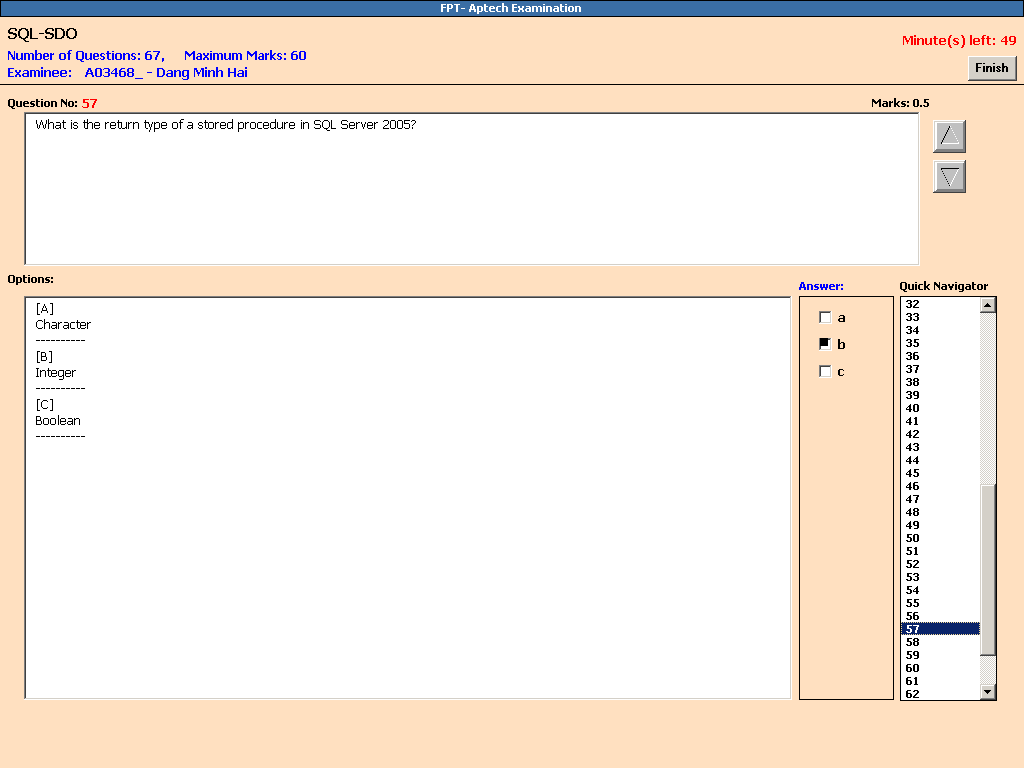 FPT- Aptech Examination
SQL-SDO
Minute(s) left: 49
Number of Questions: 67, Maximum Marks: 60
Examinee: A03468_ - Dang Minh Hai
Finish
Question No: 57
Marks: 0.5
What is the return type of a stored procedure in SQL Server 2005?
Options:
Answer:
Quick Navigator
[A]
Character
----------
[B]
Integer
----------
[C]
Boolean
----------
a
b
c
32
33
34
35
36
37
38
39
40
41
42
43
44
45
46
47
48
49
50
51
52
53
54
55
56
57
58
59
60
61
62